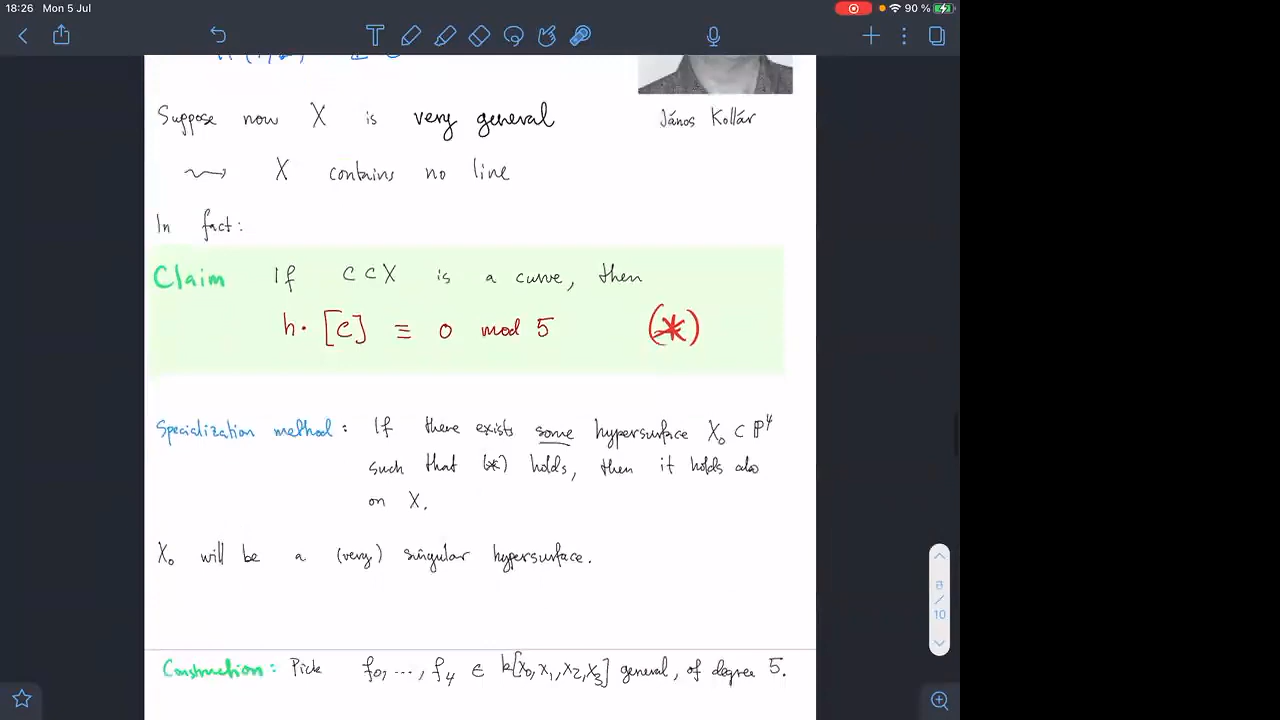 18:26 Mon 5 Jul
90 %
Suppose now X is very general
János Kollár
⇝ X contains no line
In fact:
Claim If C ⊂ X is a curve, then
h · [C] ≡ 0 mod 5 (*)
Specialization method: If there exists some hypersurface X₀ ⊂ ℙ⁴
such that (*) holds, then it holds also
on X.
X₀ will be a (very) singular hypersurface.
8 / 10
Construction: Pick f₀, ..., f₄ ∈ k[x₀, x₁, x₂, x₃] general, of degree 5.